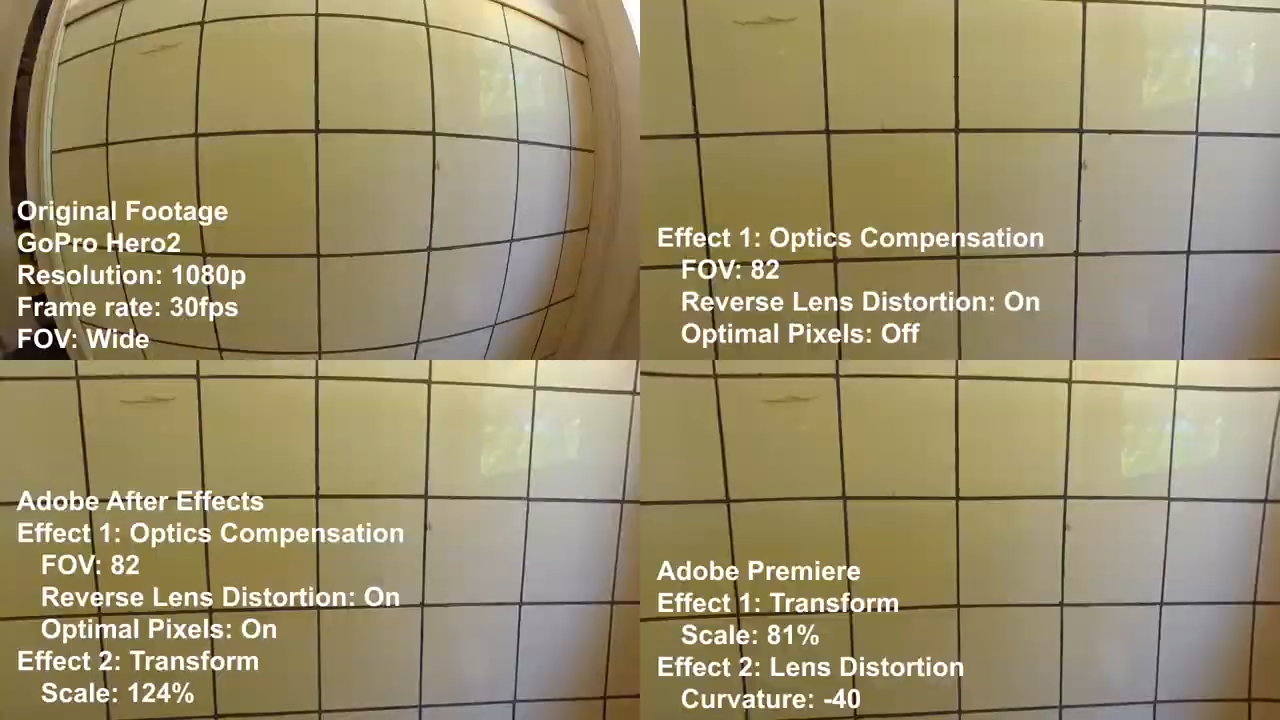 Original Footage
GoPro Hero2
Resolution: 1080p
Frame rate: 30fps
FOV: Wide
Effect 1: Optics Compensation
FOV: 82
Reverse Lens Distortion: On
Optimal Pixels: Off
Adobe After Effects
Effect 1: Optics Compensation
FOV: 82
Reverse Lens Distortion: On
Optimal Pixels: On
Effect 2: Transform
Scale: 124%
Adobe Premiere
Effect 1: Transform
Scale: 81%
Effect 2: Lens Distortion
Curvature: -40